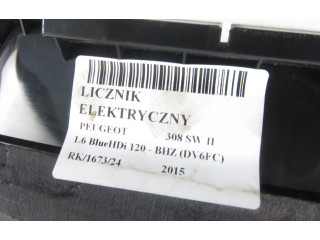 LICZNIK
ELEKTRYCZNY
PEUGEOT 308 SW II
1.6 BlueHDi 120 - BHZ (DV6FC)
RK/1673/24 2015